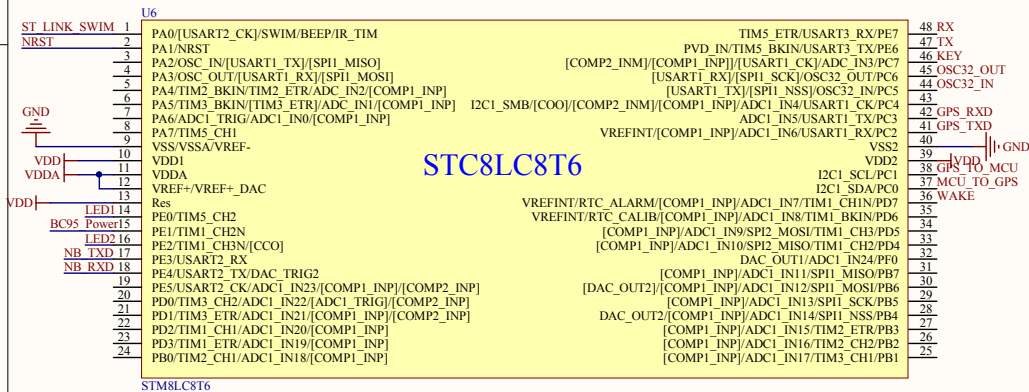 U6
ST_LINK_SWIM 1 PA0/[USART2_CK]/SWIM/BEEP/IR_TIM TIM5_ETR/USART3_RX/PE7 48 RX
NRST 2 PA1/NRST PVD_IN/TIM5_BKIN/USART3_TX/PE6 47 TX
3 PA2/OSC_IN/[USART1_TX]/[SPI1_MISO] [COMP2_INM]/[COMP1_INP]]/[USART1_CK]/ADC_IN3/PC7 46 KEY
4 PA3/OSC_OUT/[USART1_RX]/[SPI1_MOSI] [USART1_RX]/[SPI1_SCK]/OSC32_OUT/PC6 45 OSC32_OUT
5 PA4/TIM2_BKIN/TIM2_ETR/ADC_IN2/[COMP1_INP] [USART1_TX]/[SPI1_NSS]/OSC32_IN/PC5 44 OSC32_IN
6 PA5/TIM3_BKIN/[TIM3_ETR]/ADC_IN1/[COMP1_INP] I2C1_SMB/[COO]/[COMP2_INM]/[COMP1_INP]/ADC1_IN4/USART1_CK/PC4 43
7 PA6/ADC1_TRIG/ADC1_IN0/[COMP1_INP] ADC1_IN5/USART1_TX/PC3 42 GPS_RXD
GND 8 PA7/TIM5_CH1 VREFINT/[COMP1_INP]/ADC1_IN6/USART1_RX/PC2 41 GPS_TXD
9 VSS/VSSA/VREF- VSS2 40 GND
VDD 10 VDD1 VDD2 39 VDD
VDDA 11 VDDA I2C1_SCL/PC1 38 GPS_TO_MCU
12 VREF+/VREF+_DAC I2C1_SDA/PC0 37 MCU_TO_GPS
STC8LC8T6
VDD 13 Res VREFINT/RTC_ALARM/[COMP1_INP]/ADC1_IN7/TIM1_CH1N/PD7 36 WAKE
LED1 14 PE0/TIM5_CH2 VREFINT/RTC_CALIB/[COMP1_INP]/ADC1_IN8/TIM1_BKIN/PD6 35
BC95_Power 15 PE1/TIM1_CH2N [COMP1_INP]/ADC1_IN9/SPI2_MOSI/TIM1_CH3/PD5 34
LED2 16 PE2/TIM1_CH3N/[CCO] [COMP1_INP]/ADC1_IN10/SPI2_MISO/TIM1_CH2/PD4 33
NB_TXD 17 PE3/USART2_RX DAC_OUT1/ADC1_IN24/PF0 32
NB_RXD 18 PE4/USART2_TX/DAC_TRIG2 [COMP1_INP]/ADC1_IN11/SPI1_MISO/PB7 31
19 PE5/USART2_CK/ADC1_IN23/[COMP1_INP]/[COMP2_INP] [DAC_OUT2]/[COMP1_INP]/ADC1_IN12/SPI1_MOSI/PB6 30
20 PD0/TIM3_CH2/ADC1_IN22/[ADC1_TRIG]/[COMP2_INP] [COMP1_INP]/ADC1_IN13/SPI1_SCK/PB5 29
21 PD1/TIM3_ETR/ADC1_IN21/[COMP1_INP]/[COMP2_INP] DAC_OUT2/[COMP1_INP]/ADC1_IN14/SPI1_NSS/PB4 28
22 PD2/TIM1_CH1/ADC1_IN20/[COMP1_INP] [COMP1_INP]/ADC1_IN15/TIM2_ETR/PB3 27
23 PD3/TIM1_ETR/ADC1_IN19/[COMP1_INP] [COMP1_INP]/ADC1_IN16/TIM2_CH2/PB2 26
24 PB0/TIM2_CH1/ADC1_IN18/[COMP1_INP] [COMP1_INP]/ADC1_IN17/TIM3_CH1/PB1 25
STM8LC8T6